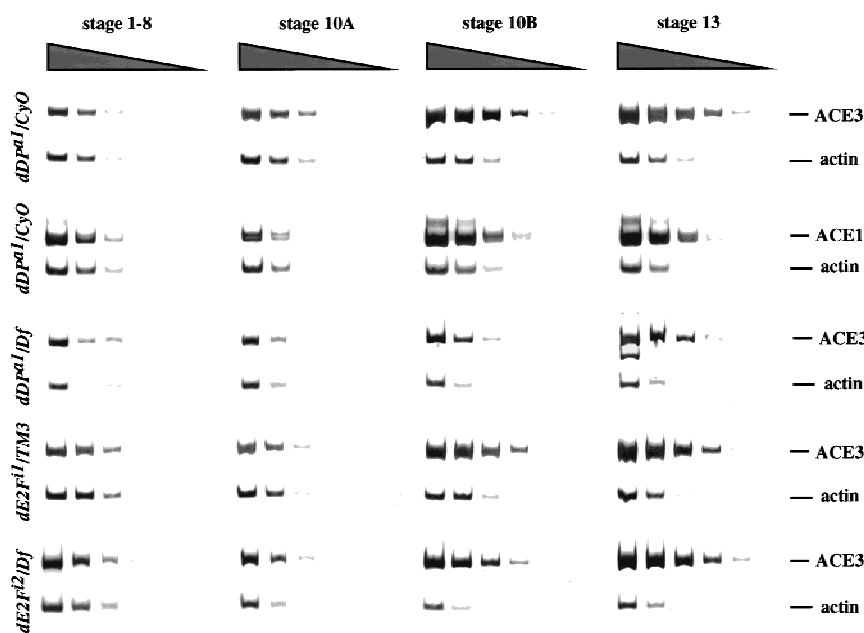 stage 1-8 stage 10A stage 10B stage 13
dDPa1/CyO
ACE3
actin
dDPa1/CyO
ACE1
actin
dDPa1/Df
ACE3
actin
dE2Fi1/TM3
ACE3
actin
dE2Fi2/Df
ACE3
actin